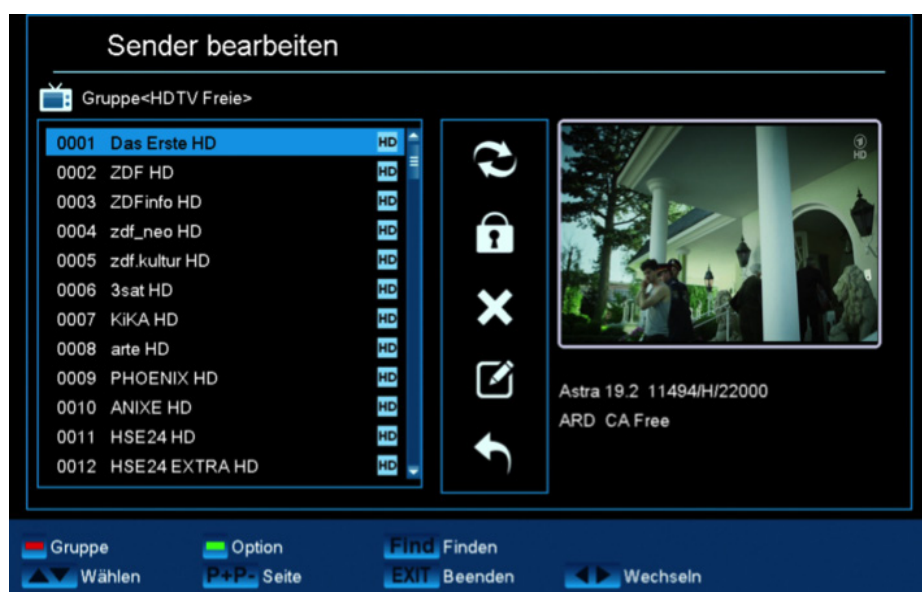 Sender bearbeiten
Gruppe<HDTV Freie>
0001 Das Erste HD HD
0002 ZDF HD HD
0003 ZDFinfo HD HD
0004 zdf_neo HD HD
0005 zdf.kultur HD HD
0006 3sat HD HD
0007 KiKA HD HD
0008 arte HD HD
0009 PHOENIX HD HD
0010 ANIXE HD HD
0011 HSE24 HD HD
0012 HSE24 EXTRA HD HD
HD
Astra 19.2 11494/H/22000
ARD CA Free
Gruppe Option Find Finden
Wählen P+P- Seite EXIT Beenden Wechseln